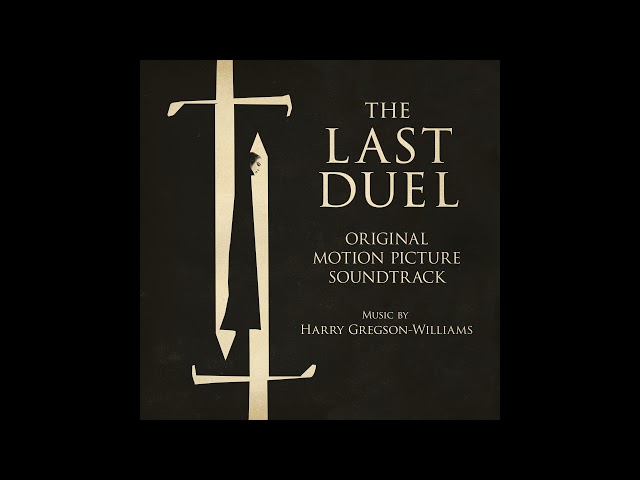 THE
LAST
DUEL
ORIGINAL
MOTION PICTURE
SOUNDTRACK
MUSIC BY
HARRY GREGSON-WILLIAMS